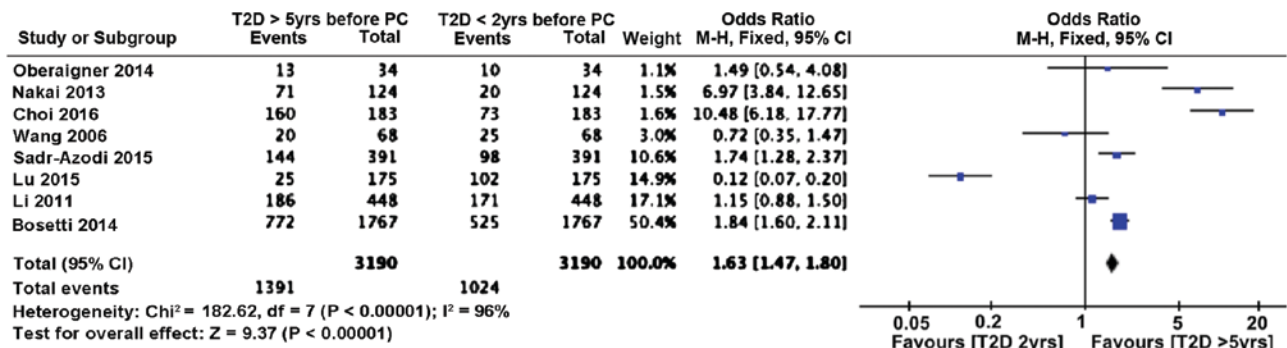 T2D > 5yrs before PC T2D < 2yrs before PC Odds Ratio Odds Ratio
Study or Subgroup Events Total Events Total Weight M-H, Fixed, 95% CI M-H, Fixed, 95% CI
Oberaigner 2014 13 34 10 34 1.1% 1.49 [0.54, 4.08]
Nakai 2013 71 124 20 124 1.5% 6.97 [3.84, 12.65]
Choi 2016 160 183 73 183 1.6% 10.48 [6.18, 17.77]
Wang 2006 20 68 25 68 3.0% 0.72 [0.35, 1.47]
Sadr-Azodi 2015 144 391 98 391 10.6% 1.74 [1.28, 2.37]
Lu 2015 25 175 102 175 14.9% 0.12 [0.07, 0.20]
Li 2011 186 448 171 448 17.1% 1.15 [0.88, 1.50]
Bosetti 2014 772 1767 525 1767 50.4% 1.84 [1.60, 2.11]
Total (95% CI) 3190 3190 100.0% 1.63 [1.47, 1.80]
Total events 1391 1024
Heterogeneity: Chi² = 182.62, df = 7 (P < 0.00001); I² = 96%
Test for overall effect: Z = 9.37 (P < 0.00001)
0.05 0.2 1 5 20
Favours [T2D 2yrs] Favours [T2D >5yrs]